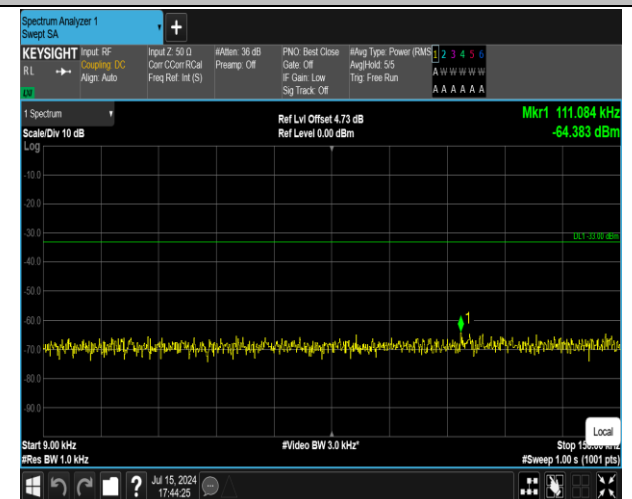 Spectrum Analyzer 1
Swept SA
+
KEYSIGHT Input: RF Input Z: 50 Ω #Atten: 36 dB PNO: Best Close #Avg Type: Power (RMS 1 2 3 4 5 6
RL Coupling: DC Corr CCorr RCal Preamp: Off Gate: Off Avg|Hold: 5/5 A W W W W W
Align: Auto Freq Ref: Int (S) IF Gain: Low Trig: Free Run
Sig Track: Off A A A A A A
1 Spectrum Ref Lvl Offset 4.73 dB Mkr1 111.084 kHz
Scale/Div 10 dB Ref Level 0.00 dBm -64.383 dBm
Log
-10.0
-20.0
-30.0
DL1 -33.00 dBm
-40.0
-50.0
-60.0
1
-70.0
-80.0
-90.0
Local
Start 9.00 kHz #Video BW 3.0 kHz* Stop
#Res BW 1.0 kHz #Sweep 1.00 s (1001 pts)
? Jul 15, 2024
17:44:25